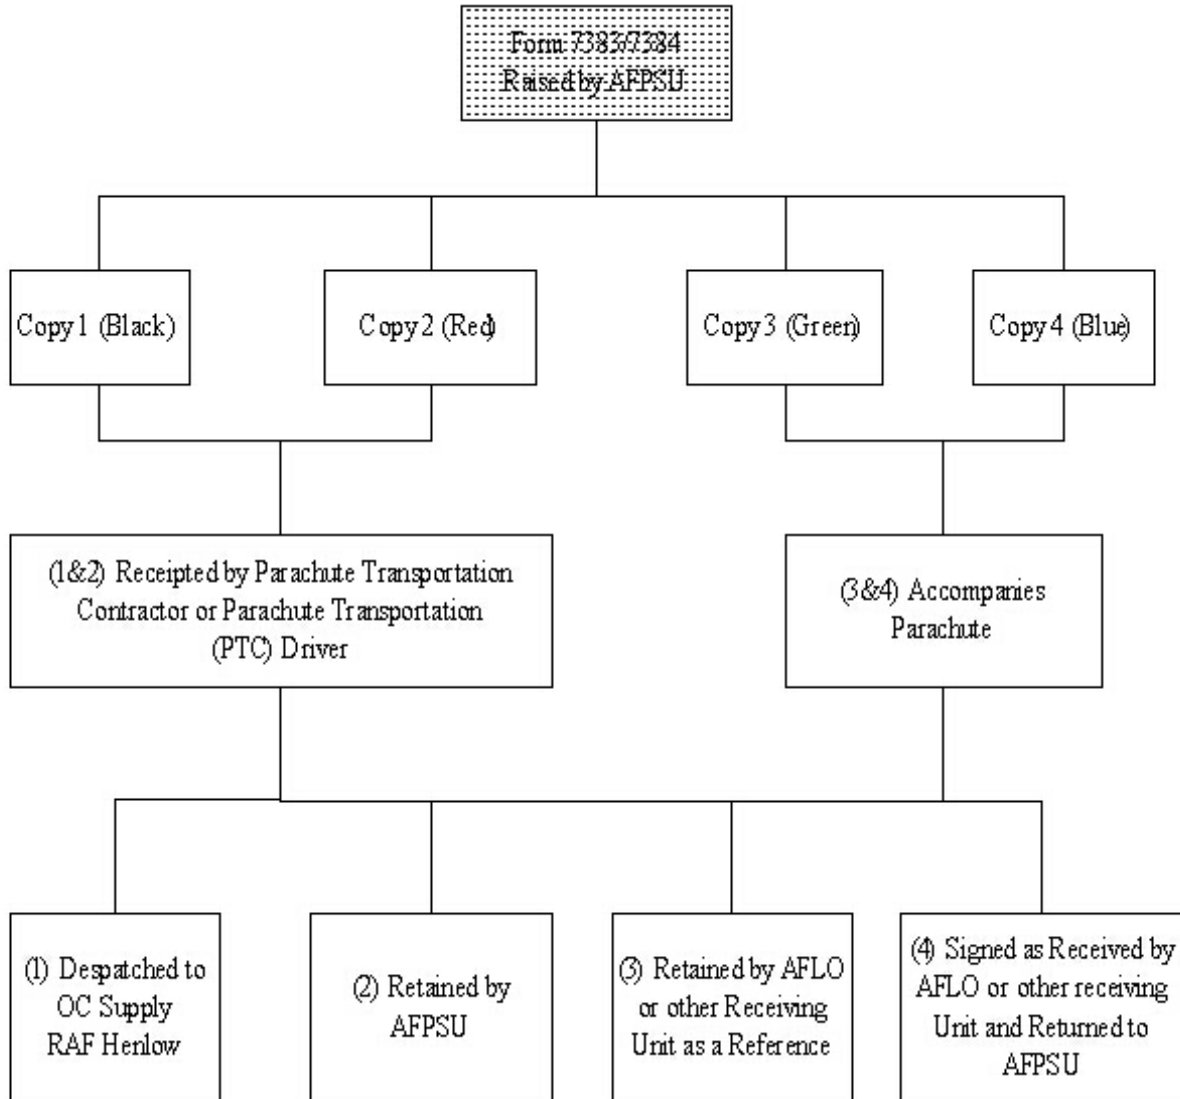 Form 7383/7384
Raised by AFPSU
Copy 1 (Black)
Copy 2 (Red)
Copy 3 (Green)
Copy 4 (Blue)
(1&2) Receipted by Parachute Transportation
Contractor or Parachute Transportation
(PTC) Driver
(3&4) Accompanies
Parachute
(1) Despatched to
OC Supply
RAF Henlow
(2) Retained by
AFPSU
(3) Retained by AFLO
or other Receiving
Unit as a Reference
(4) Signed as Received by
AFLO or other receiving
Unit and Returned to
AFPSU